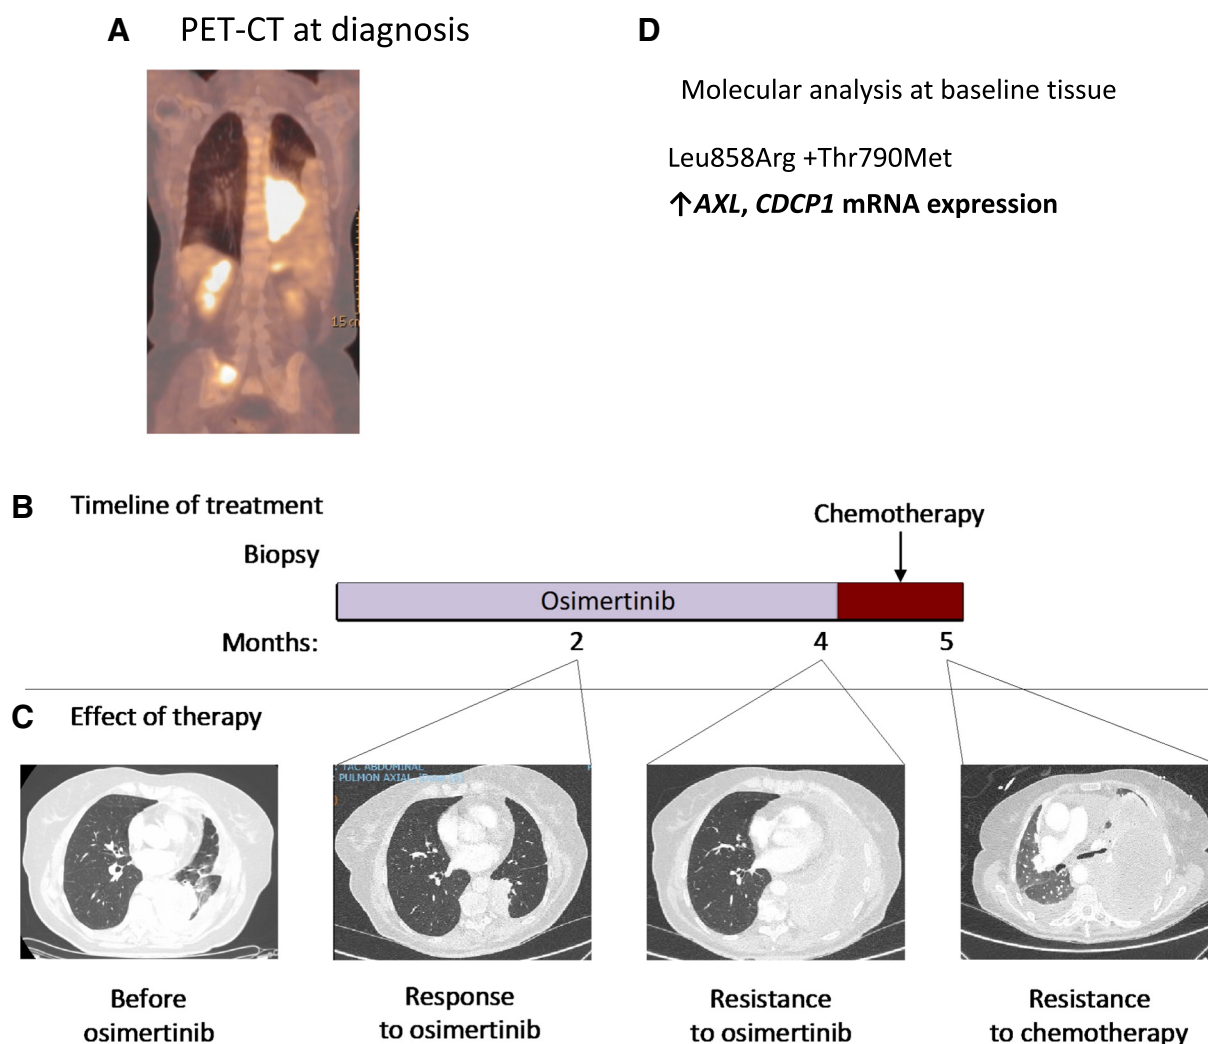 A PET-CT at diagnosis
15 cm
D
Molecular analysis at baseline tissue
Leu858Arg +Thr790Met
↑AXL, CDCP1 mRNA expression
B Timeline of treatment
Chemotherapy
Biopsy
Osimertinib
Months: 2 4 5
C Effect of therapy
TAC ABDOMINAL
PULMON AXIAL
Before
osimertinib
Response
to osimertinib
Resistance
to osimertinib
Resistance
to chemotherapy